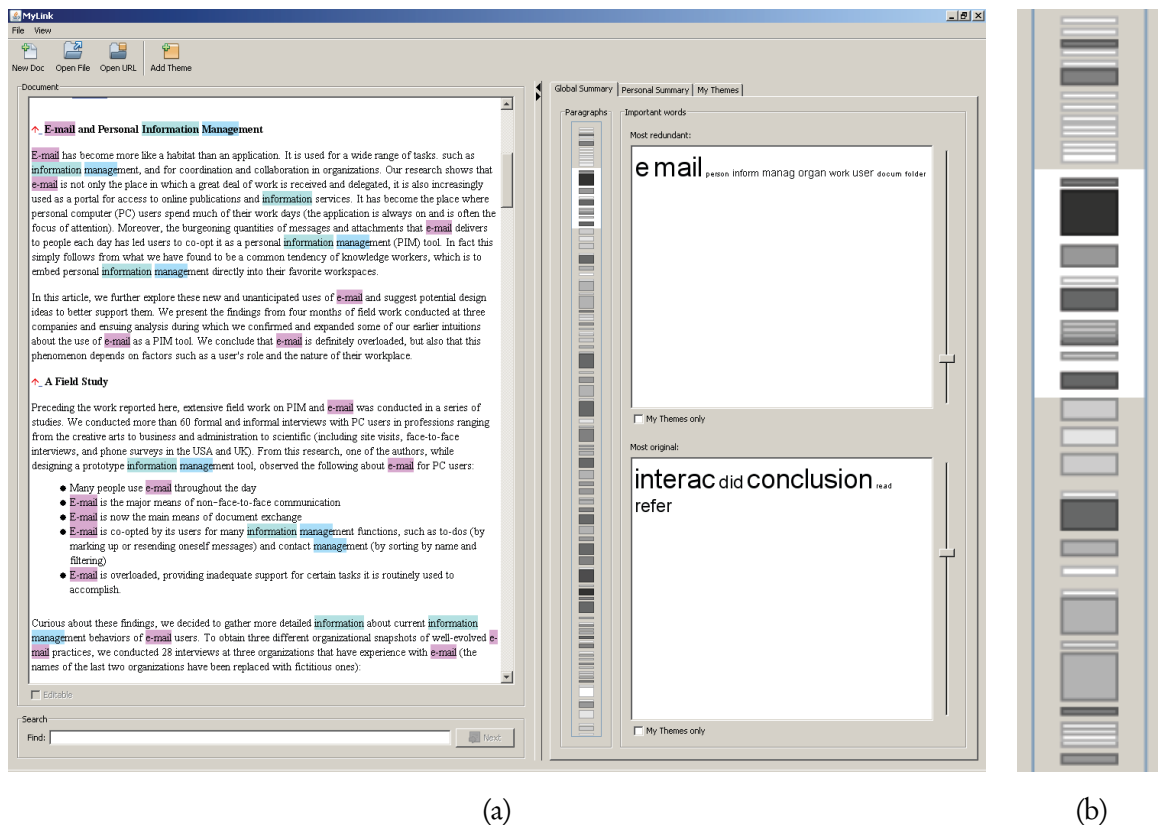 MyLink
File View
New Doc Open File Open URL Add Theme
Document
E-mail and Personal Information Management
E-mail has become more like a habitat than an application. It is used for a wide range of tasks. such as
information management, and for coordination and collaboration in organizations. Our research shows that
e-mail is not only the place in which a great deal of work is received and delegated, it is also increasingly
used as a portal for access to online publications and information services. It has become the place where
personal computer (PC) users spend much of their work days (the application is always on and is often the
focus of attention). Moreover, the burgeoning quantities of messages and attachments that e-mail delivers
to people each day has led users to co-opt it as a personal information management (PIM) tool. In fact this
simply follows from what we have found to be a common tendency of knowledge workers, which is to
embed personal information management directly into their favorite workspaces.
In this article, we further explore these new and unanticipated uses of e-mail and suggest potential design
ideas to better support them. We present the findings from four months of field work conducted at three
companies and ensuing analysis during which we confirmed and expanded some of our earlier intuitions
about the use of e-mail as a PIM tool. We conclude that e-mail is definitely overloaded, but also that this
phenomenon depends on factors such as a user's role and the nature of their workplace.
A Field Study
Preceding the work reported here, extensive field work on PIM and e-mail was conducted in a series of
studies. We conducted more than 60 formal and informal interviews with PC users in professions ranging
from the creative arts to business and administration to scientific (including site visits, face-to-face
interviews, and phone surveys in the USA and UK). From this research, one of the authors, while
designing a prototype information management tool, observed the following about e-mail for PC users:
● Many people use e-mail throughout the day
● E-mail is the major means of non-face-to-face communication
● E-mail is now the main means of document exchange
● E-mail is co-opted by its users for many information management functions, such as to-dos (by
marking up or resending oneself messages) and contact management (by sorting by name and
filtering)
● E-mail is overloaded, providing inadequate support for certain tasks it is routinely used to
accomplish.
Curious about these findings, we decided to gather more detailed information about current information
management behaviors of e-mail users. To obtain three different organizational snapshots of well-evolved e-
mail practices, we conducted 28 interviews at three organizations that have experience with e-mail (the
names of the last two organizations have been replaced with fictitious ones):
Editable
Search
Find: Next
Global Summary Personal Summary My Themes
Paragraphs Important words
Most redundant:
e mail person inform manag organ work user docum folder
My Themes only
Most original:
interac did conclusion read
refer
My Themes only
(a) (b)